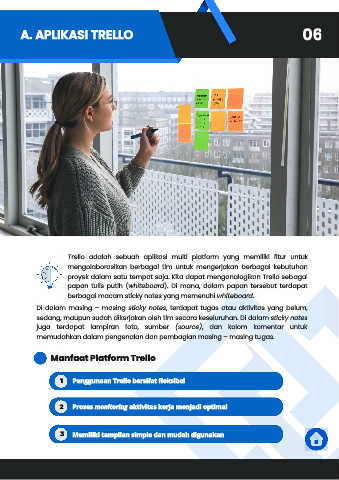 A. APLIKASI TRELLO
06
Trello adalah sebuah aplikasi multi platform yang memiliki fitur untuk
mengkolaborasikan berbagai tim untuk mengerjakan berbagai kebutuhan
proyek dalam satu tempat saja. Kita dapat menganalogikan Trello sebagai
papan tulis putih (whiteboard). Di mana, dalam papan tersebut terdapat
berbagai macam sticky notes yang memenuhi whiteboard.
Di dalam masing – masing sticky notes, terdapat tugas atau aktivitas yang belum,
sedang, maupun sudah dikerjakan oleh tim secara keseluruhan. Di dalam sticky notes
juga terdapat lampiran foto, sumber (source), dan kolom komentar untuk
memudahkan dalam pengenalan dan pembagian masing – masing tugas.
Manfaat Platform Trello
1 Penggunaan Trello bersifat fleksibel
2 Proses monitoring aktivitas kerja menjadi optimal
3 Memiliki tampilan simple dan mudah digunakan